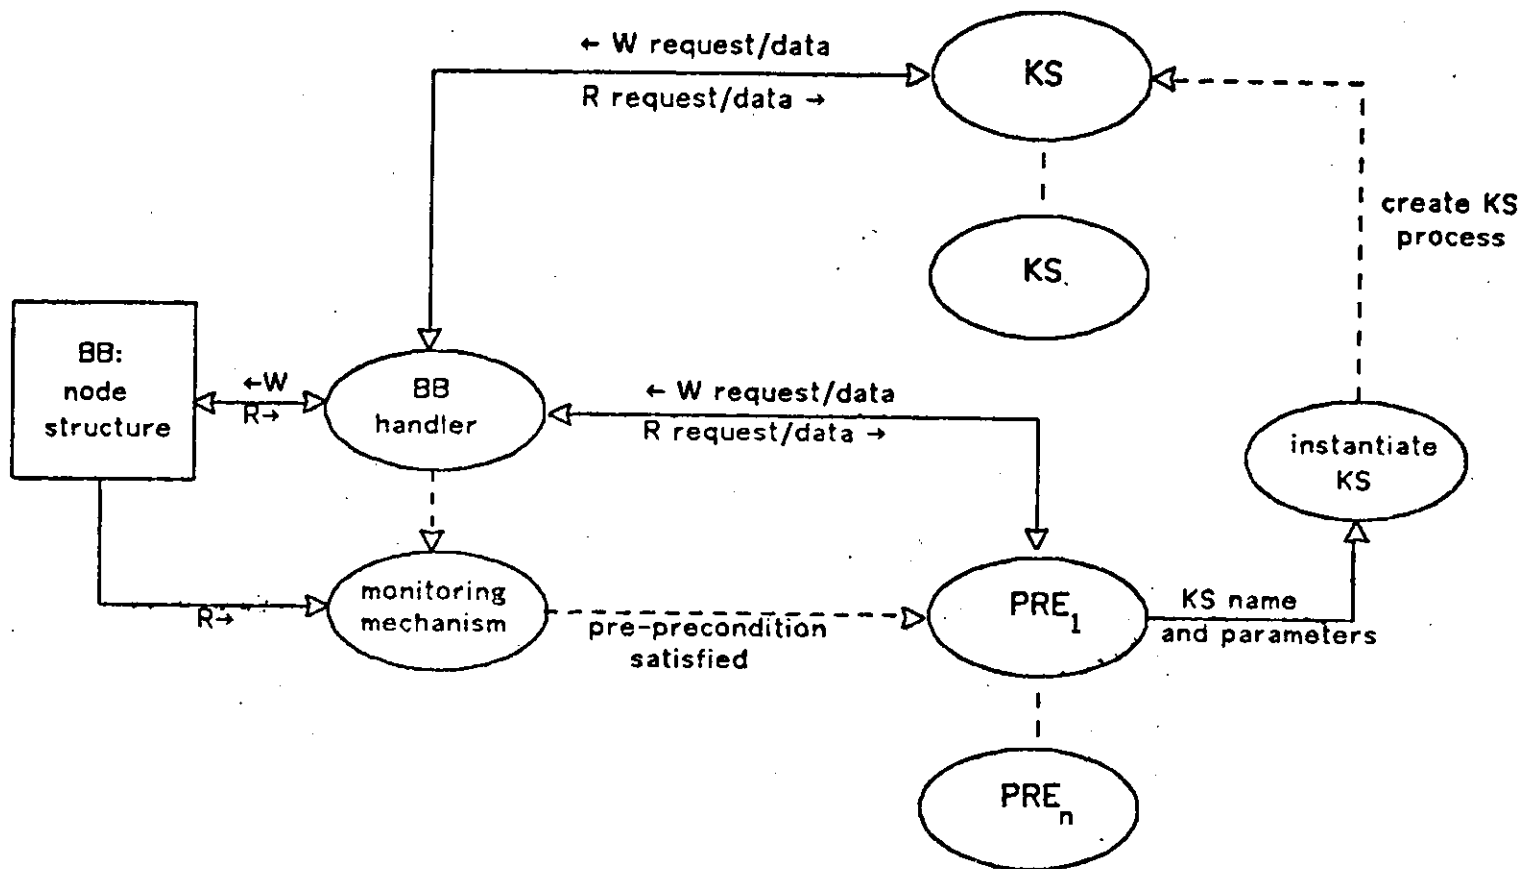 ← W request/data
R request/data →
KS
create KS
process
KS.
BB:
node
structure
←W
R→
BB
handler
← W request/data
R request/data →
instantiate
KS
R→
monitoring
mechanism
pre-precondition
satisfied
PRE₁
KS name
and parameters
PREₙ